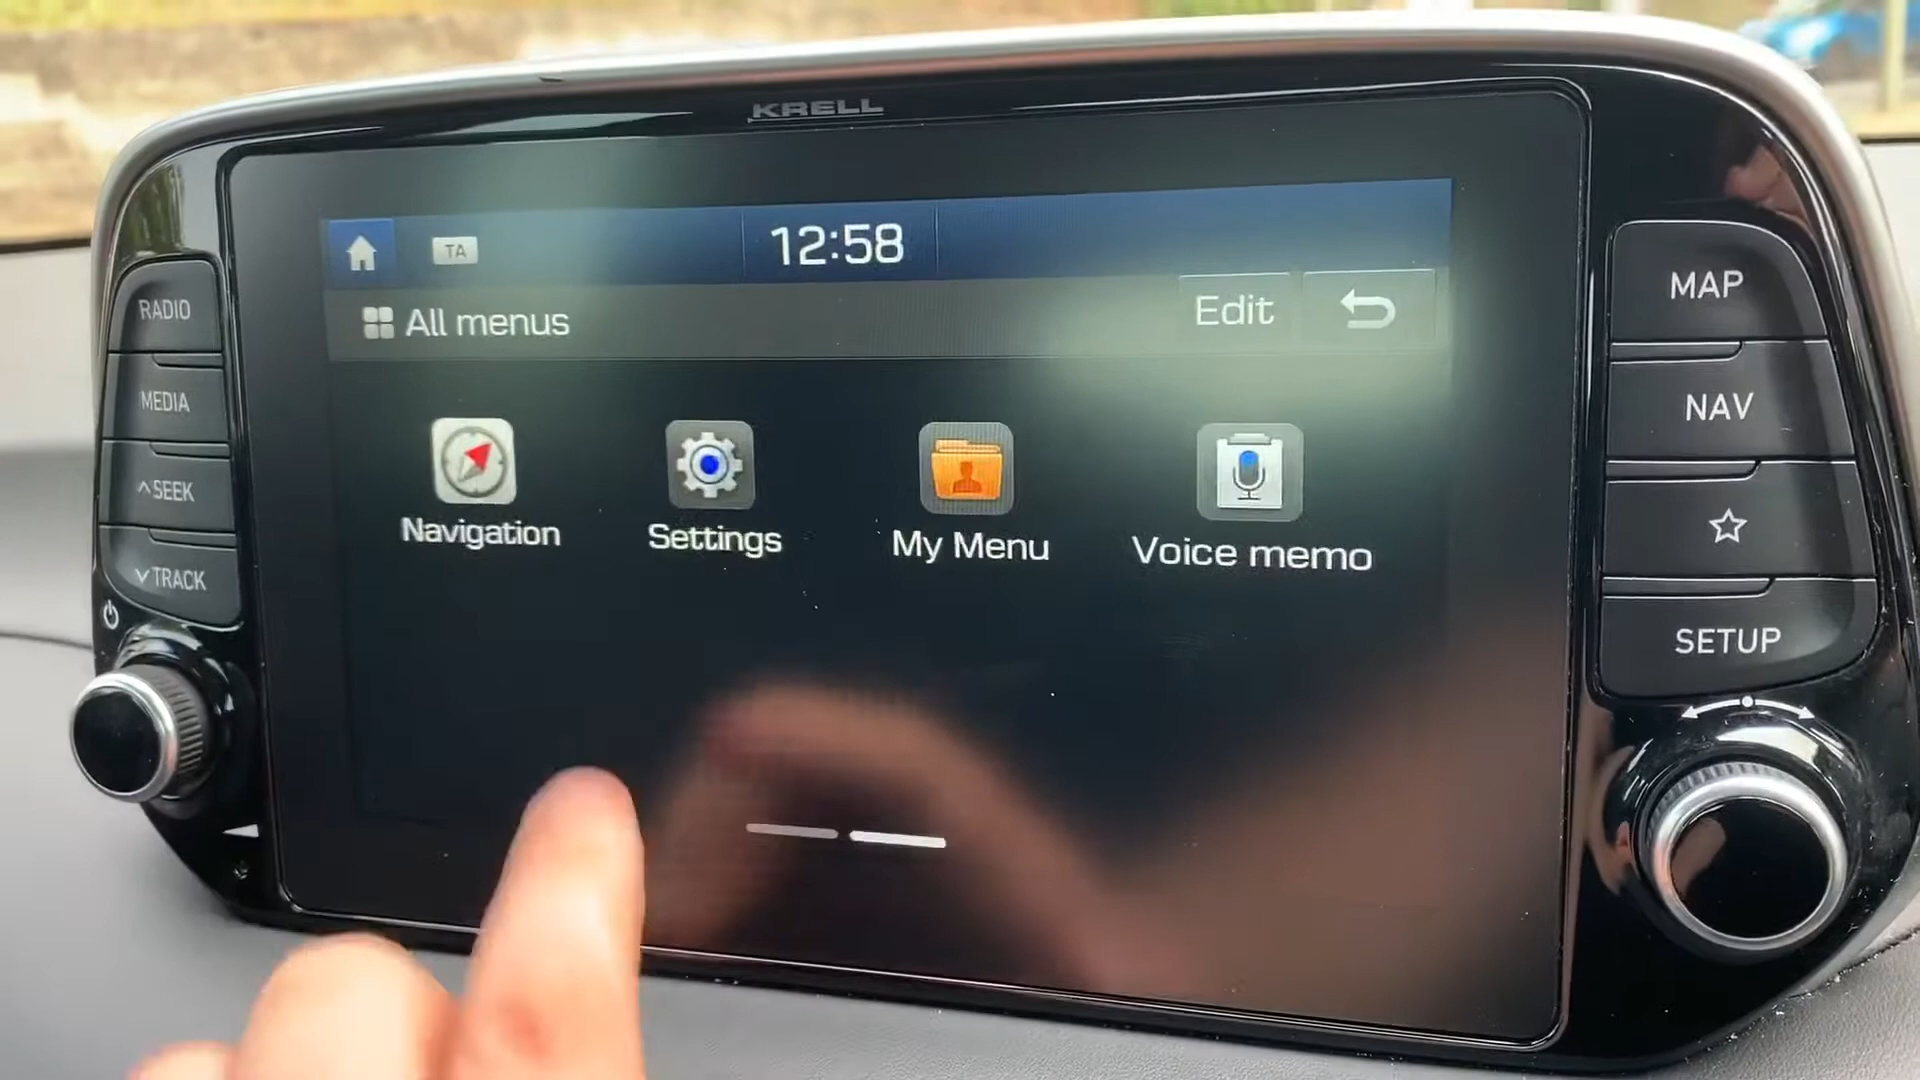 KRELL
TA
12:58
All menus
Edit
Navigation
Settings
My Menu
Voice memo
RADIO
MEDIA
SEEK
TRACK
MAP
NAV
SETUP